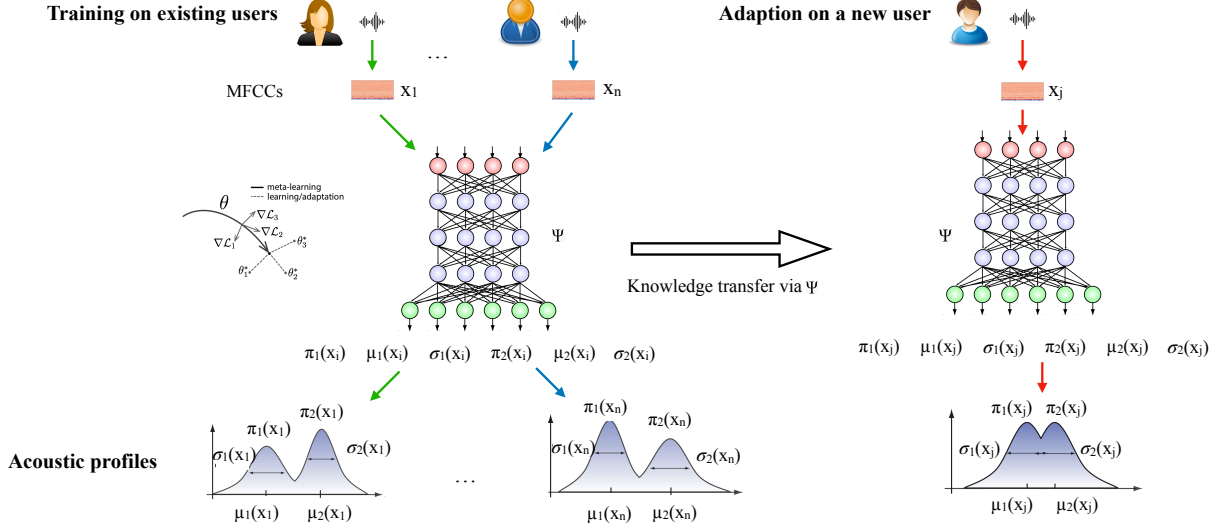 Training on existing users
Adaption on a new user
...
MFCCs
x1
xn
xj
meta-learning
learning/adaptation
θ
∇ℒ3
∇ℒ2
∇ℒ1
θ3*
θ1*
θ2*
Ψ
Knowledge transfer via Ψ
Ψ
π1(xi) μ1(xi) σ1(xi) π2(xi) μ2(xi) σ2(xi)
π1(xj) μ1(xj) σ1(xj) π2(xj) μ2(xj) σ2(xj)
Acoustic profiles
π1(x1)
π2(x1)
σ1(x1)
σ2(x1)
μ1(x1)
μ2(x1)
...
π1(xn)
π2(xn)
σ1(xn)
σ2(xn)
μ1(xn)
μ2(xn)
π1(xj)
π2(xj)
σ1(xj)
σ2(xj)
μ1(xj)
μ2(xj)